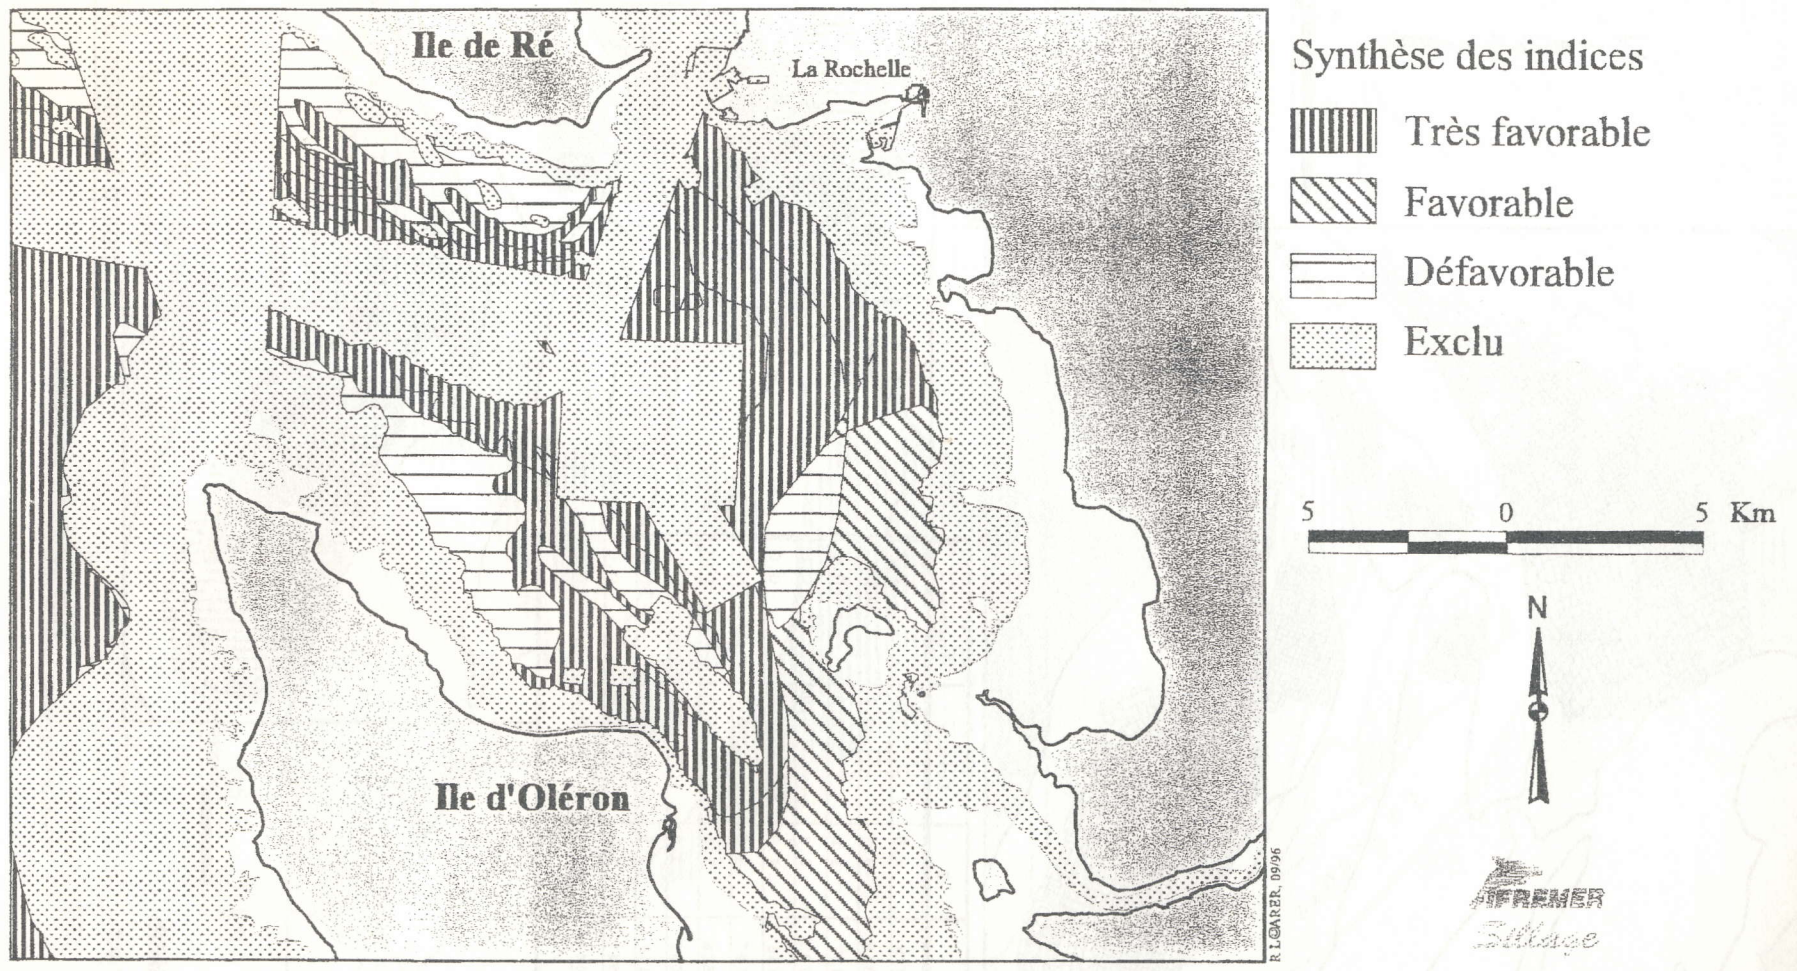 Ile de Ré
La Rochelle
Ile d'Oléron
R LOARER, 09/96
Synthèse des indices
Très favorable
Favorable
Défavorable
Exclu
5 0 5 Km
N
IFREMER
Sillage